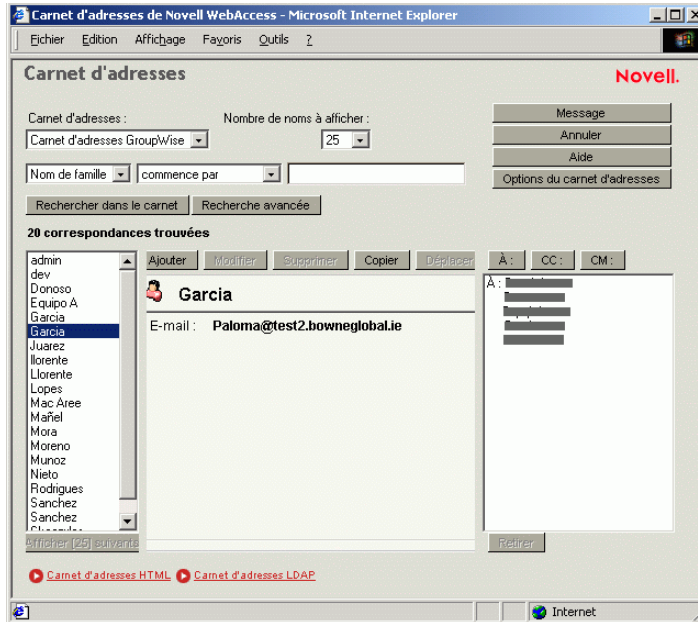 Carnet d'adresses de Novell WebAccess - Microsoft Internet Explorer
Fichier Edition Affichage Favoris Outils ?
Carnet d'adresses
Novell.
Carnet d'adresses :
Nombre de noms à afficher :
Message
Carnet d'adresses GroupWise
25
Annuler
Aide
Nom de famille
commence par
Options du carnet d'adresses
Rechercher dans le carnet
Recherche avancée
20 correspondances trouvées
Ajouter Modifier Supprimer Copier Déplacer
À : CC : CM :
admin
dev
Donoso
Equipo A
Garcia
Garcia
Juarez
llorente
Llorente
Lopes
Mac Aree
Mañel
Mora
Moreno
Munoz
Nieto
Rodrigues
Sanchez
Sanchez
Garcia
E-mail : Paloma@test2.bowneglobal.ie
À :
Afficher [25] suivants
Retirer
Carnet d'adresses HTML Carnet d'adresses LDAP
Internet